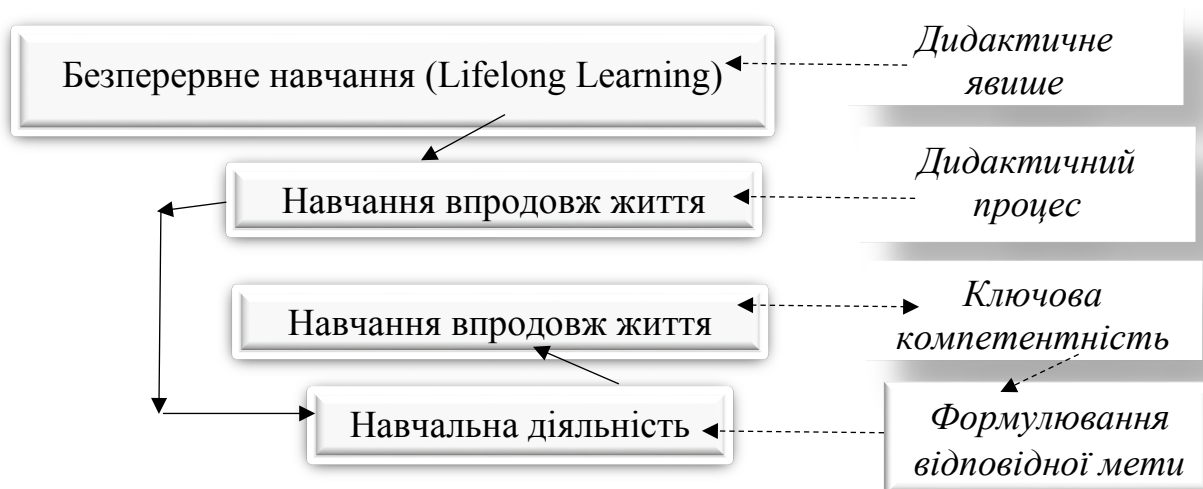 Безперервне навчання (Lifelong Learning)
Дидактичне
явише
Навчання впродовж життя
Дидактичний
процес
Навчання впродовж життя
Ключова
компетентність
Навчальна діяльність
Формулювання
відповідної мети